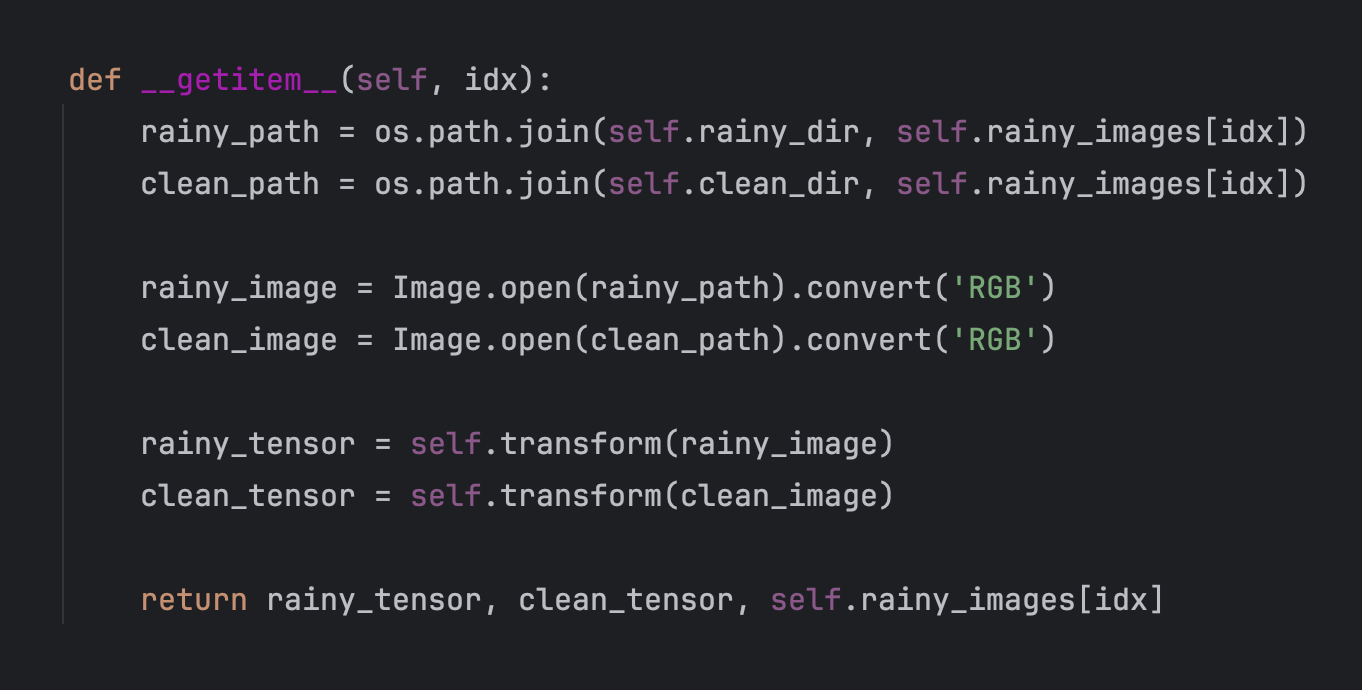 def __getitem__(self, idx):
    rainy_path = os.path.join(self.rainy_dir, self.rainy_images[idx])
    clean_path = os.path.join(self.clean_dir, self.rainy_images[idx])

    rainy_image = Image.open(rainy_path).convert('RGB')
    clean_image = Image.open(clean_path).convert('RGB')

    rainy_tensor = self.transform(rainy_image)
    clean_tensor = self.transform(clean_image)

    return rainy_tensor, clean_tensor, self.rainy_images[idx]